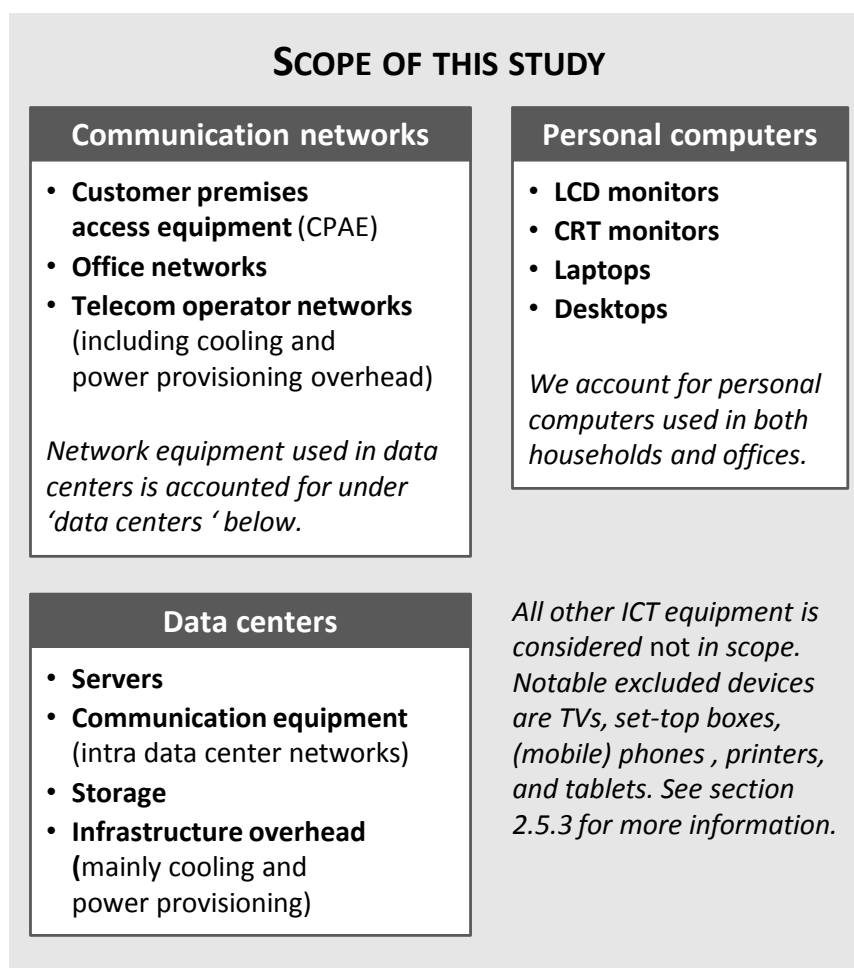 SCOPE OF THIS STUDY
Communication networks
• Customer premises
access equipment (CPAE)
• Office networks
• Telecom operator networks
(including cooling and
power provisioning overhead)
Network equipment used in data
centers is accounted for under
‘data centers ‘ below.
Personal computers
• LCD monitors
• CRT monitors
• Laptops
• Desktops
We account for personal
computers used in both
households and offices.
Data centers
• Servers
• Communication equipment
(intra data center networks)
• Storage
• Infrastructure overhead
(mainly cooling and
power provisioning)
All other ICT equipment is
considered not in scope.
Notable excluded devices
are TVs, set-top boxes,
(mobile) phones , printers,
and tablets. See section
2.5.3 for more information.